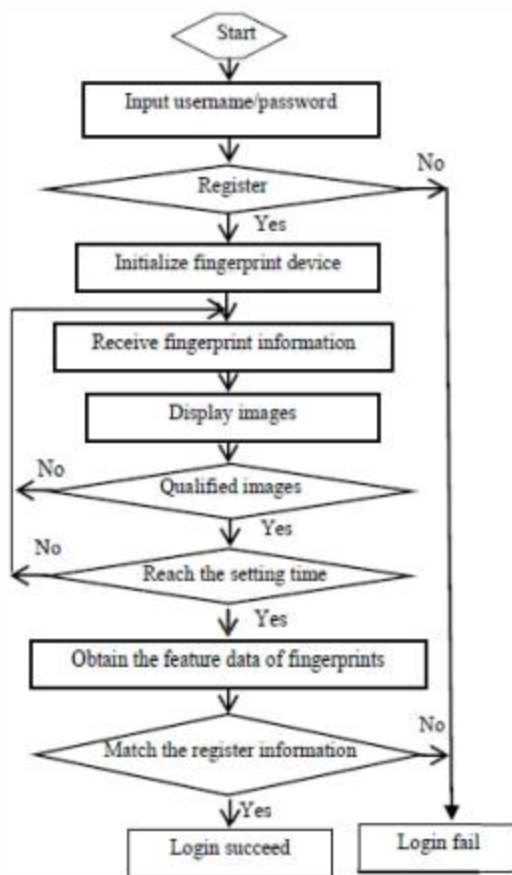 Start
Input username/password
No
Register
Yes
Initialize fingerprint device
Receive fingerprint information
Display images
No
Qualified images
Yes
No
Reach the setting time
Yes
Obtain the feature data of fingerprints
No
Match the register information
Yes
Login succeed
Login fail